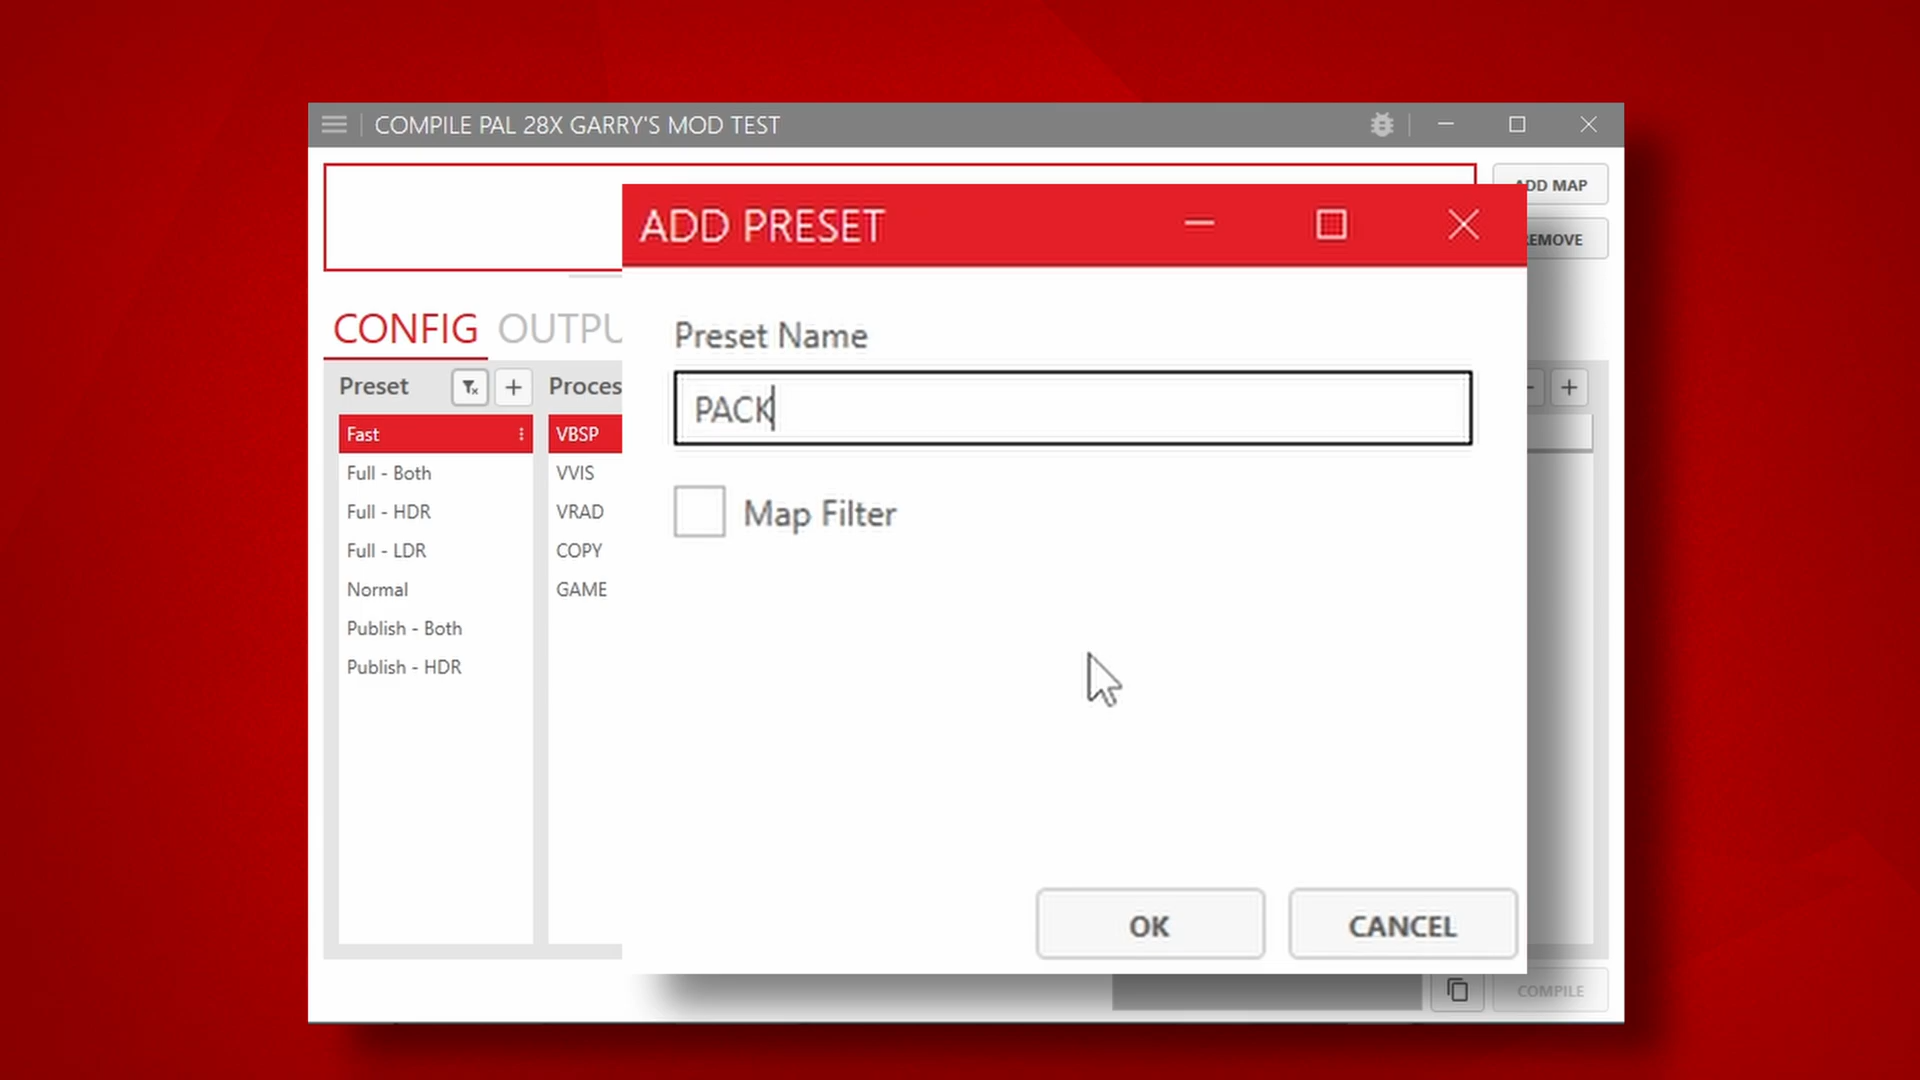 COMPILE PAL 28X GARRY'S MOD TEST
ADD MAP
REMOVE
ADD PRESET
Preset Name
PACK
Map Filter
OK
CANCEL
CONFIG
OUTPU
Preset
Proces
Fast
VBSP
Full - Both
VVIS
Full - HDR
VRAD
Full - LDR
COPY
Normal
GAME
Publish - Both
Publish - HDR
COMPILE